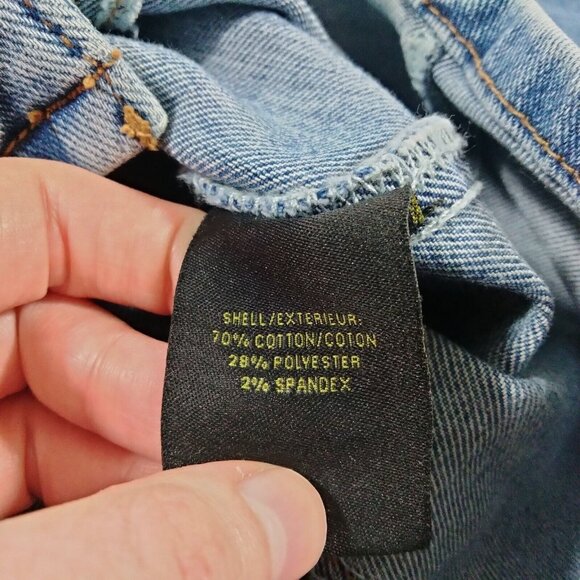 SHELL/EXTERIEUR:
70% COTTON/COTON
28% POLYESTER
2% SPANDEX